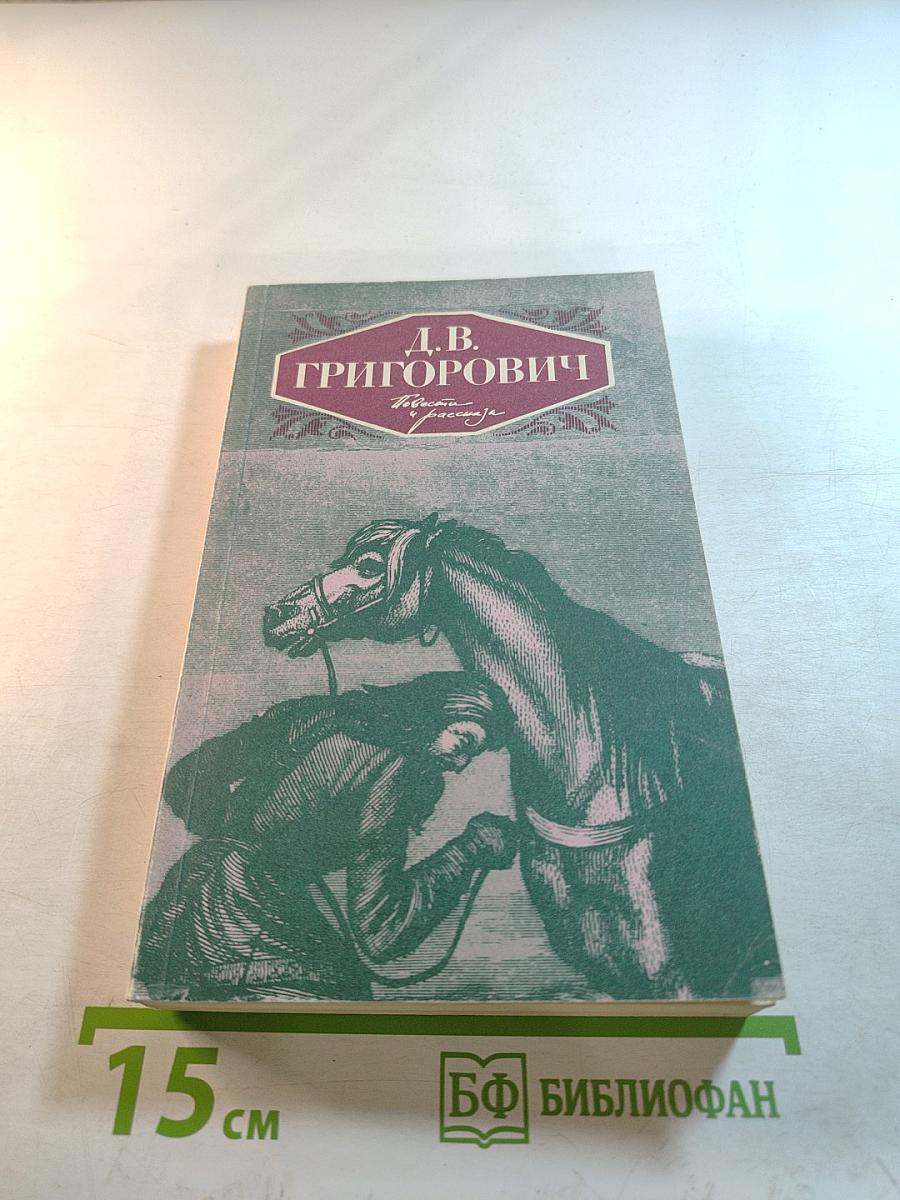 Д. В.
ГРИГОРОВИЧ
Повести
и рассказы
15 см
БФ БИБЛИОФАН